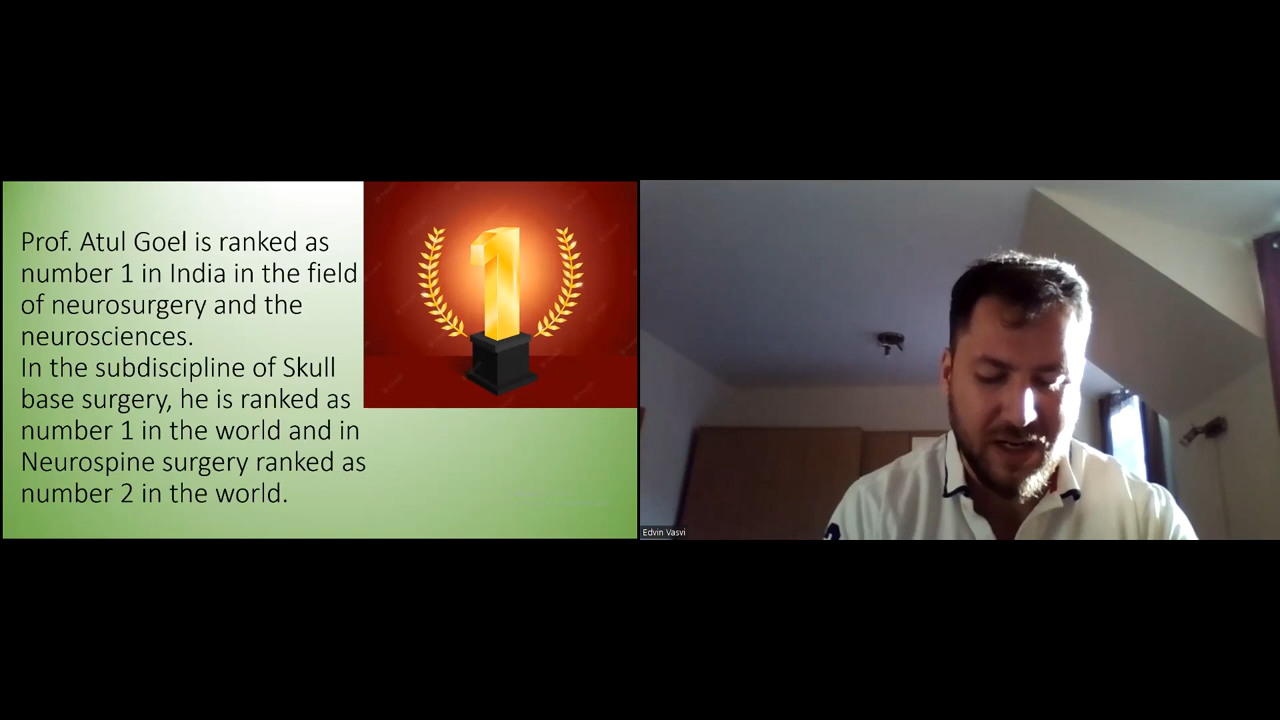 Prof. Atul Goel is ranked as
number 1 in India in the field
of neurosurgery and the
neurosciences.
In the subdiscipline of Skull
base surgery, he is ranked as
number 1 in the world and in
Neurospine surgery ranked as
number 2 in the world.
1
Edvin Vasvi